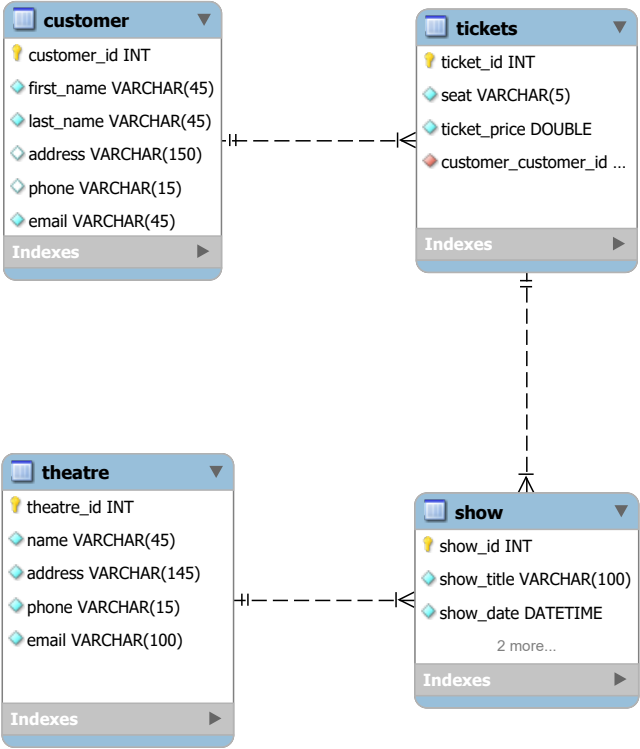 customer
customer_id INT
first_name VARCHAR(45)
last_name VARCHAR(45)
address VARCHAR(150)
phone VARCHAR(15)
email VARCHAR(45)
Indexes
tickets
ticket_id INT
seat VARCHAR(5)
ticket_price DOUBLE
customer_customer_id ...
Indexes
theatre
theatre_id INT
name VARCHAR(45)
address VARCHAR(145)
phone VARCHAR(15)
email VARCHAR(100)
Indexes
show
show_id INT
show_title VARCHAR(100)
show_date DATETIME
2 more...
Indexes